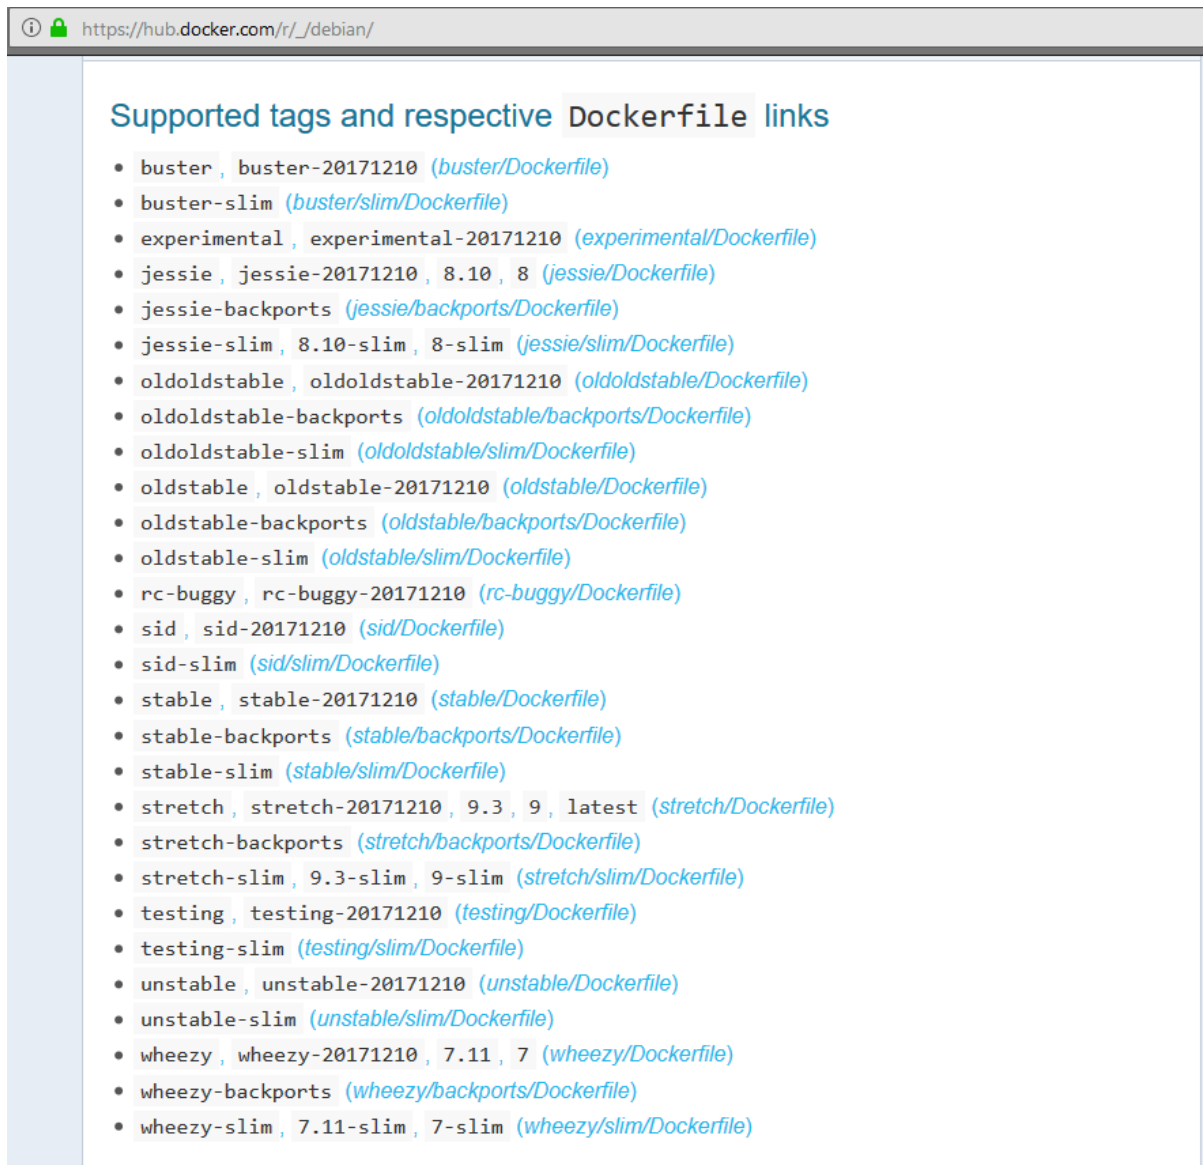 https://hub.docker.com/r/_/debian/
Supported tags and respective Dockerfile links
buster, buster-20171210 (buster/Dockerfile)
buster-slim (buster/slim/Dockerfile)
experimental, experimental-20171210 (experimental/Dockerfile)
jessie, jessie-20171210, 8.10, 8 (jessie/Dockerfile)
jessie-backports (jessie/backports/Dockerfile)
jessie-slim, 8.10-slim, 8-slim (jessie/slim/Dockerfile)
oldoldstable, oldoldstable-20171210 (oldoldstable/Dockerfile)
oldoldstable-backports (oldoldstable/backports/Dockerfile)
oldoldstable-slim (oldoldstable/slim/Dockerfile)
oldstable, oldstable-20171210 (oldstable/Dockerfile)
oldstable-backports (oldstable/backports/Dockerfile)
oldstable-slim (oldstable/slim/Dockerfile)
rc-buggy, rc-buggy-20171210 (rc-buggy/Dockerfile)
sid, sid-20171210 (sid/Dockerfile)
sid-slim (sid/slim/Dockerfile)
stable, stable-20171210 (stable/Dockerfile)
stable-backports (stable/backports/Dockerfile)
stable-slim (stable/slim/Dockerfile)
stretch, stretch-20171210, 9.3, 9, latest (stretch/Dockerfile)
stretch-backports (stretch/backports/Dockerfile)
stretch-slim, 9.3-slim, 9-slim (stretch/slim/Dockerfile)
testing, testing-20171210 (testing/Dockerfile)
testing-slim (testing/slim/Dockerfile)
unstable, unstable-20171210 (unstable/Dockerfile)
unstable-slim (unstable/slim/Dockerfile)
wheezy, wheezy-20171210, 7.11, 7 (wheezy/Dockerfile)
wheezy-backports (wheezy/backports/Dockerfile)
wheezy-slim, 7.11-slim, 7-slim (wheezy/slim/Dockerfile)